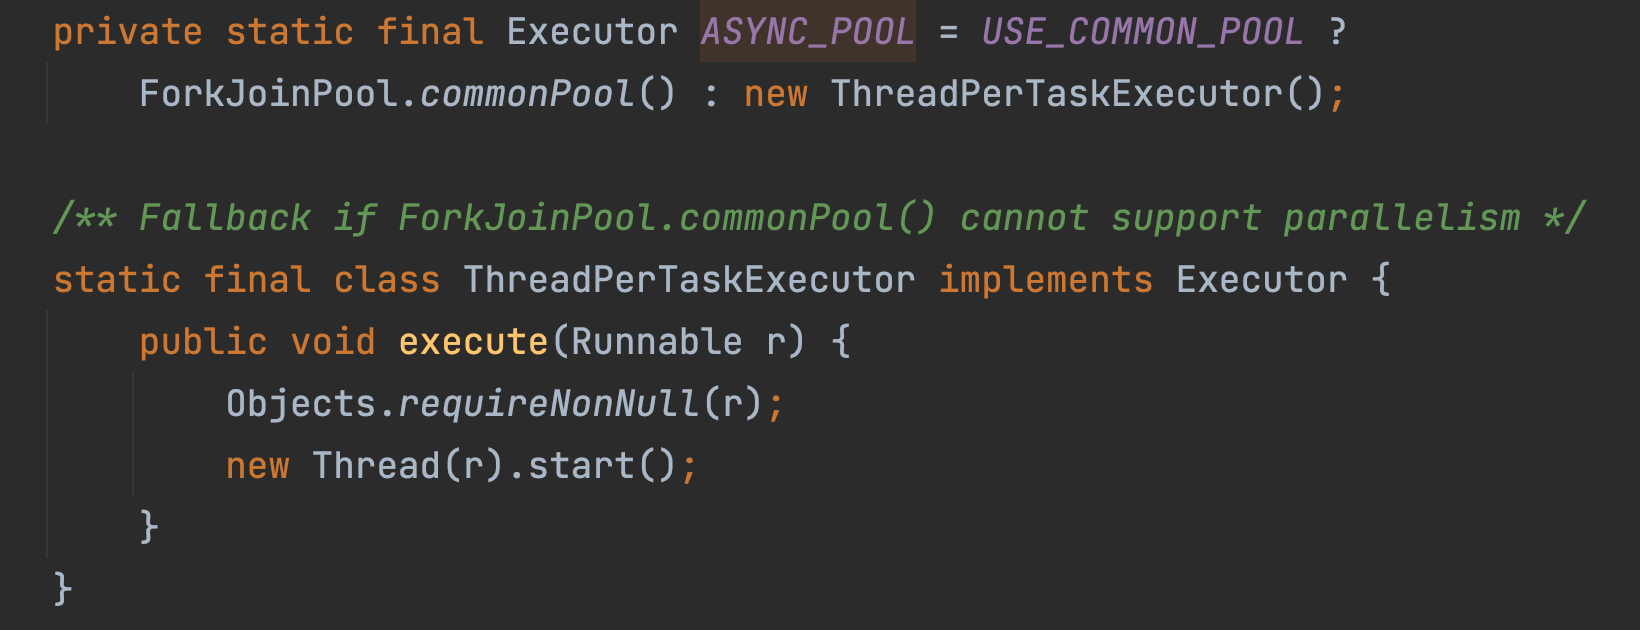 private static final Executor ASYNC_POOL = USE_COMMON_POOL ?
    ForkJoinPool.commonPool() : new ThreadPerTaskExecutor();

/** Fallback if ForkJoinPool.commonPool() cannot support parallelism */
static final class ThreadPerTaskExecutor implements Executor {
    public void execute(Runnable r) {
        Objects.requireNonNull(r);
        new Thread(r).start();
    }
}